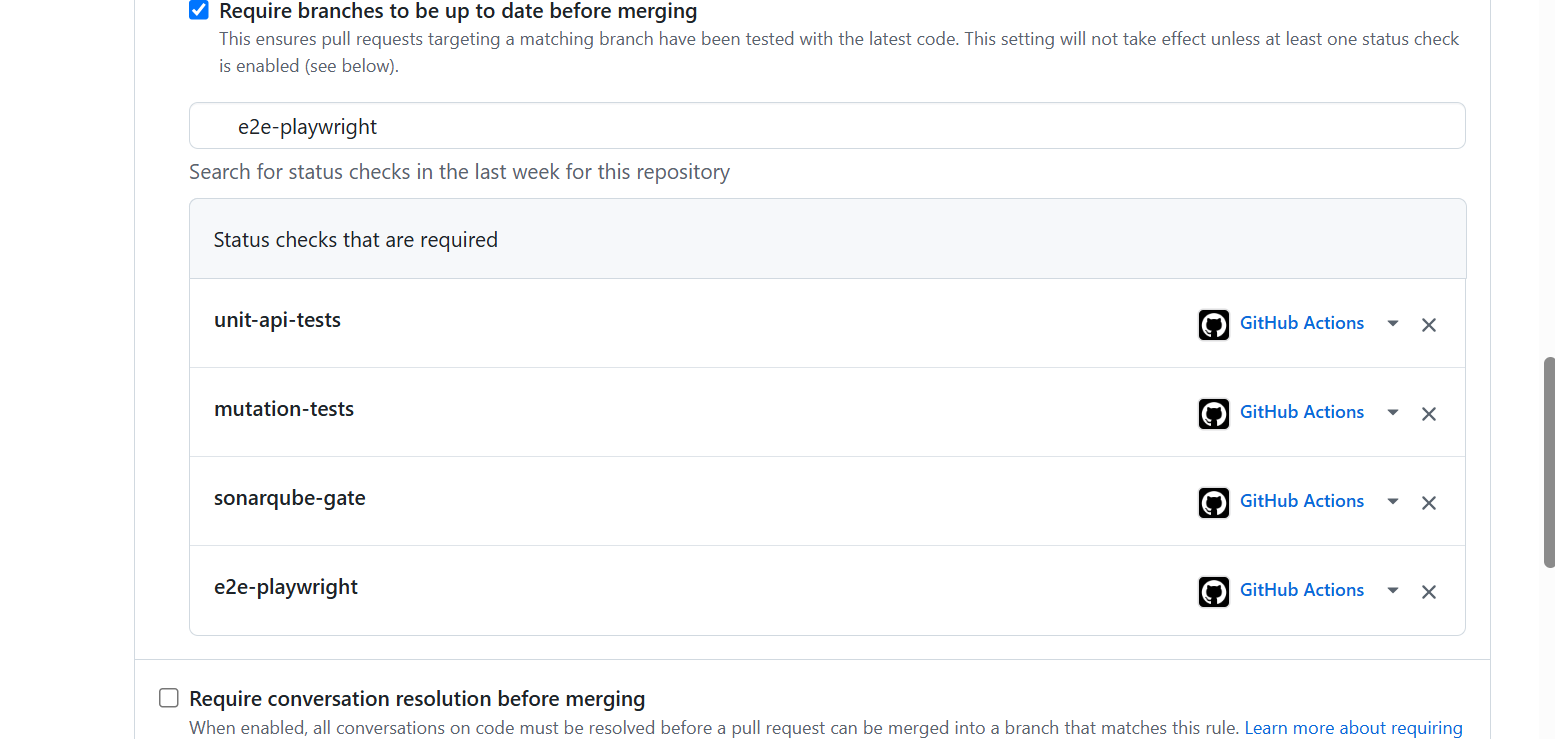 Require branches to be up to date before merging
This ensures pull requests targeting a matching branch have been tested with the latest code. This setting will not take effect unless at least one status check
is enabled (see below).
e2e-playwright
Search for status checks in the last week for this repository
Status checks that are required
unit-api-tests GitHub Actions
mutation-tests GitHub Actions
sonarqube-gate GitHub Actions
e2e-playwright GitHub Actions
Require conversation resolution before merging
When enabled, all conversations on code must be resolved before a pull request can be merged into a branch that matches this rule. Learn more about requiring